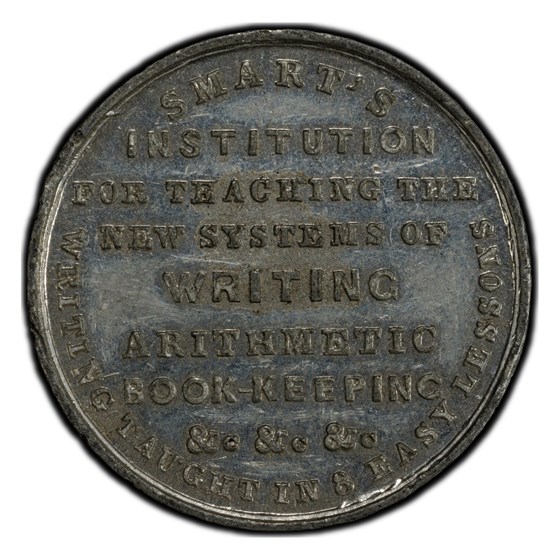 SMART'S
INSTITUTION
FOR TEACHING THE
NEW SYSTEMS OF
WRITING
ARITHMETIC
BOOK-KEEPING
&c &c &c
WRITING TAUGHT IN 8 EASY LESSONS